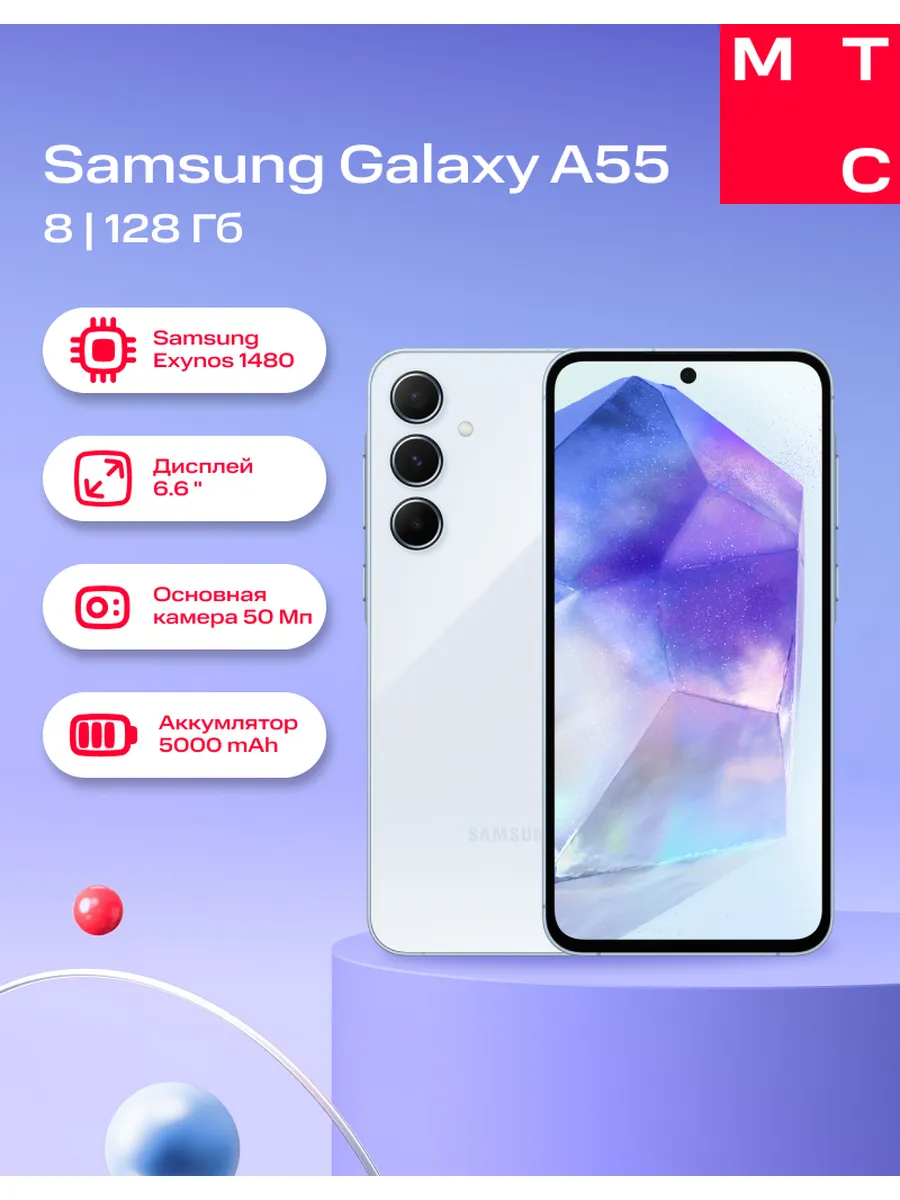 М Т
С
Samsung Galaxy A55
8 | 128 Гб
Samsung
Exynos 1480
Дисплей
6.6 "
Основная
камера 50 Мп
Аккумлятор
5000 mAh
SAMSUN